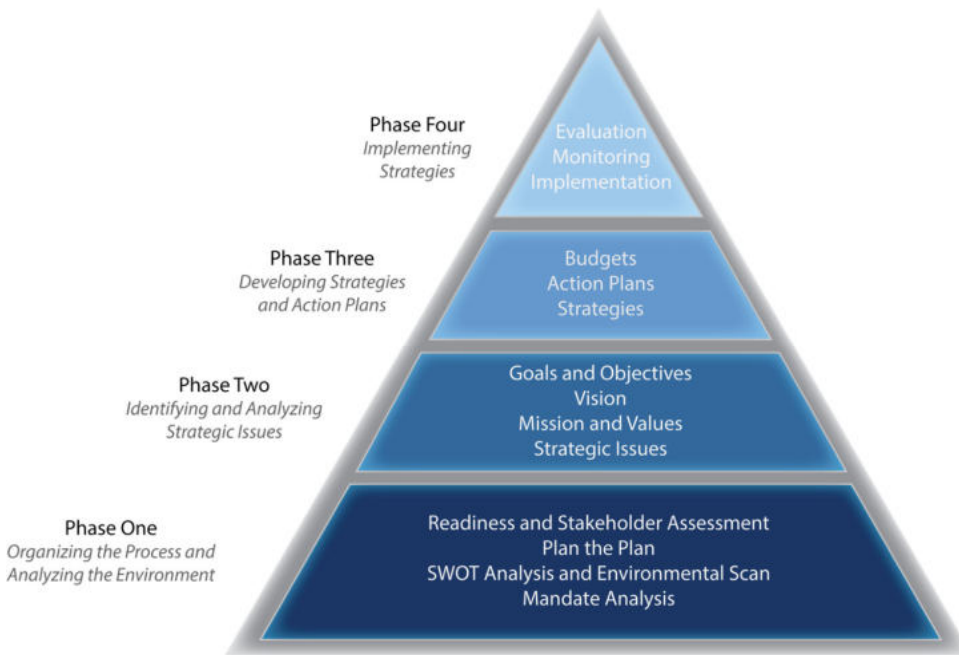 Phase Four
Implementing
Strategies
Evaluation
Monitoring
Implementation
Phase Three
Developing Strategies
and Action Plans
Budgets
Action Plans
Strategies
Phase Two
Identifying and Analyzing
Strategic Issues
Goals and Objectives
Vision
Mission and Values
Strategic Issues
Phase One
Organizing the Process and
Analyzing the Environment
Readiness and Stakeholder Assessment
Plan the Plan
SWOT Analysis and Environmental Scan
Mandate Analysis